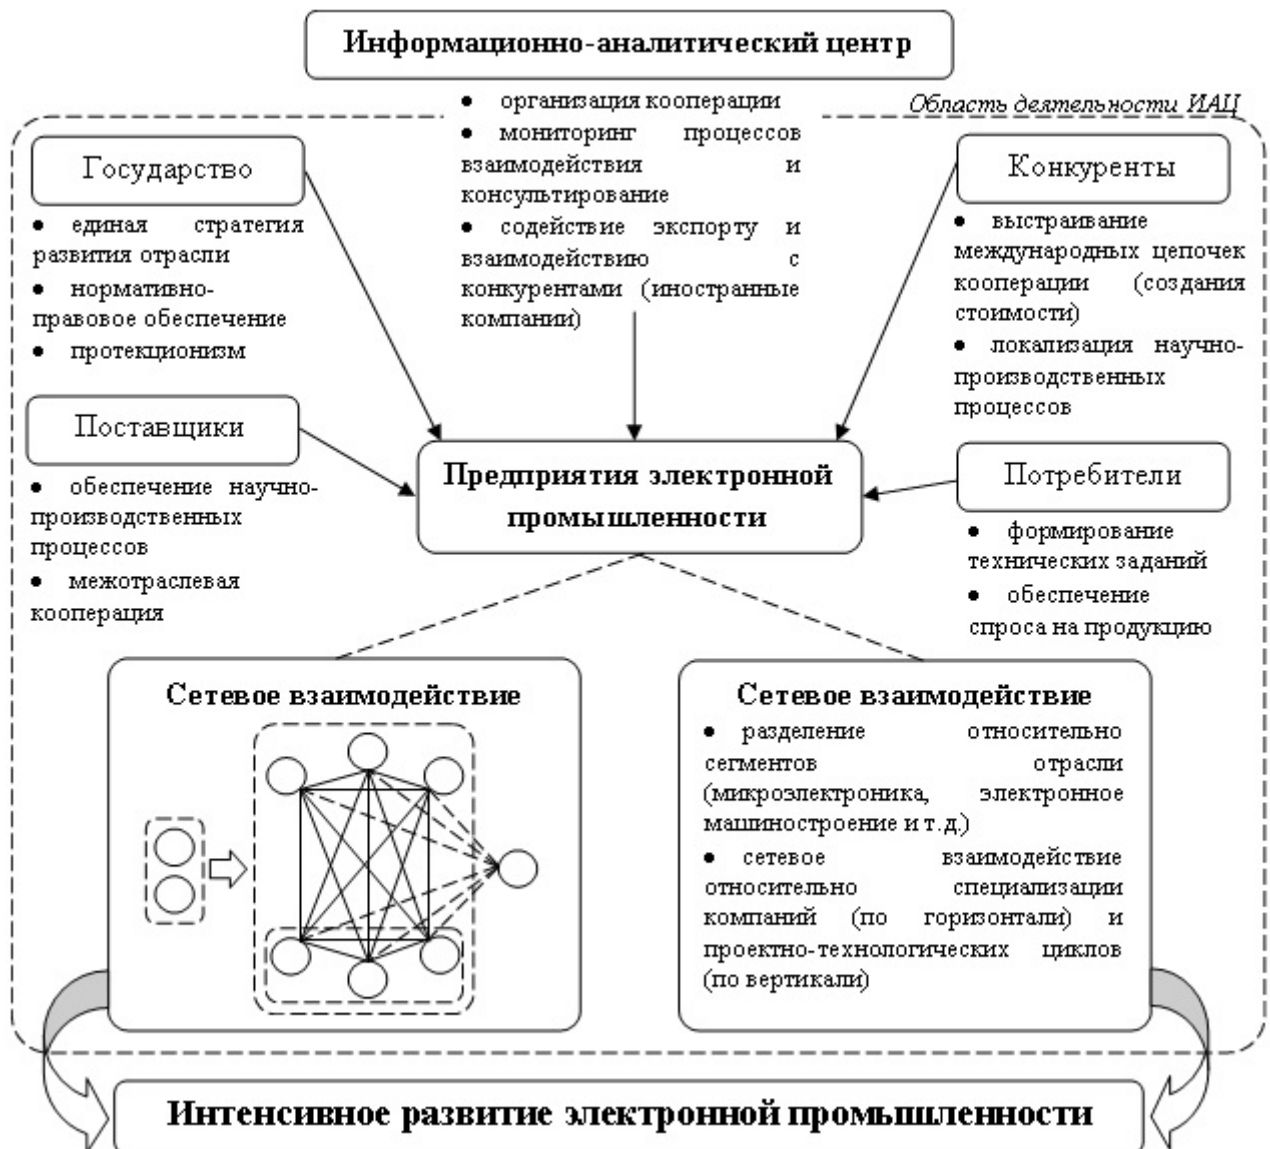 Информационно-аналитический центр
• организация кооперации
• мониторинг процессов
взаимодействия и
консультирование
• содействие экспорту и
взаимодействию с
конкурентами (иностранные
компании)
Область деятельности ИАЦ
Государство
• единая стратегия
развития отрасли
• нормативно-
правовое обеспечение
• протекционизм
Конкуренты
• выстраивание
международных цепочек
кооперации (создания
стоимости)
• локализация научно-
производственных
процессов
Поставщики
• обеспечение научно-
производственных
процессов
• межотраслевая
кооперация
Предприятия электронной
промышленности
Потребители
• формирование
технических заданий
• обеспечение
спроса на продукцию
Сетевое взаимодействие
Сетевое взаимодействие
• разделение относительно
сегментов отрасли
(микроэлектроника, электронное
машиностроение и т.д.)
• сетевое взаимодействие
относительно специализации
компаний (по горизонтали) и
проектно-технологических циклов
(по вертикали)
Интенсивное развитие электронной промышленности